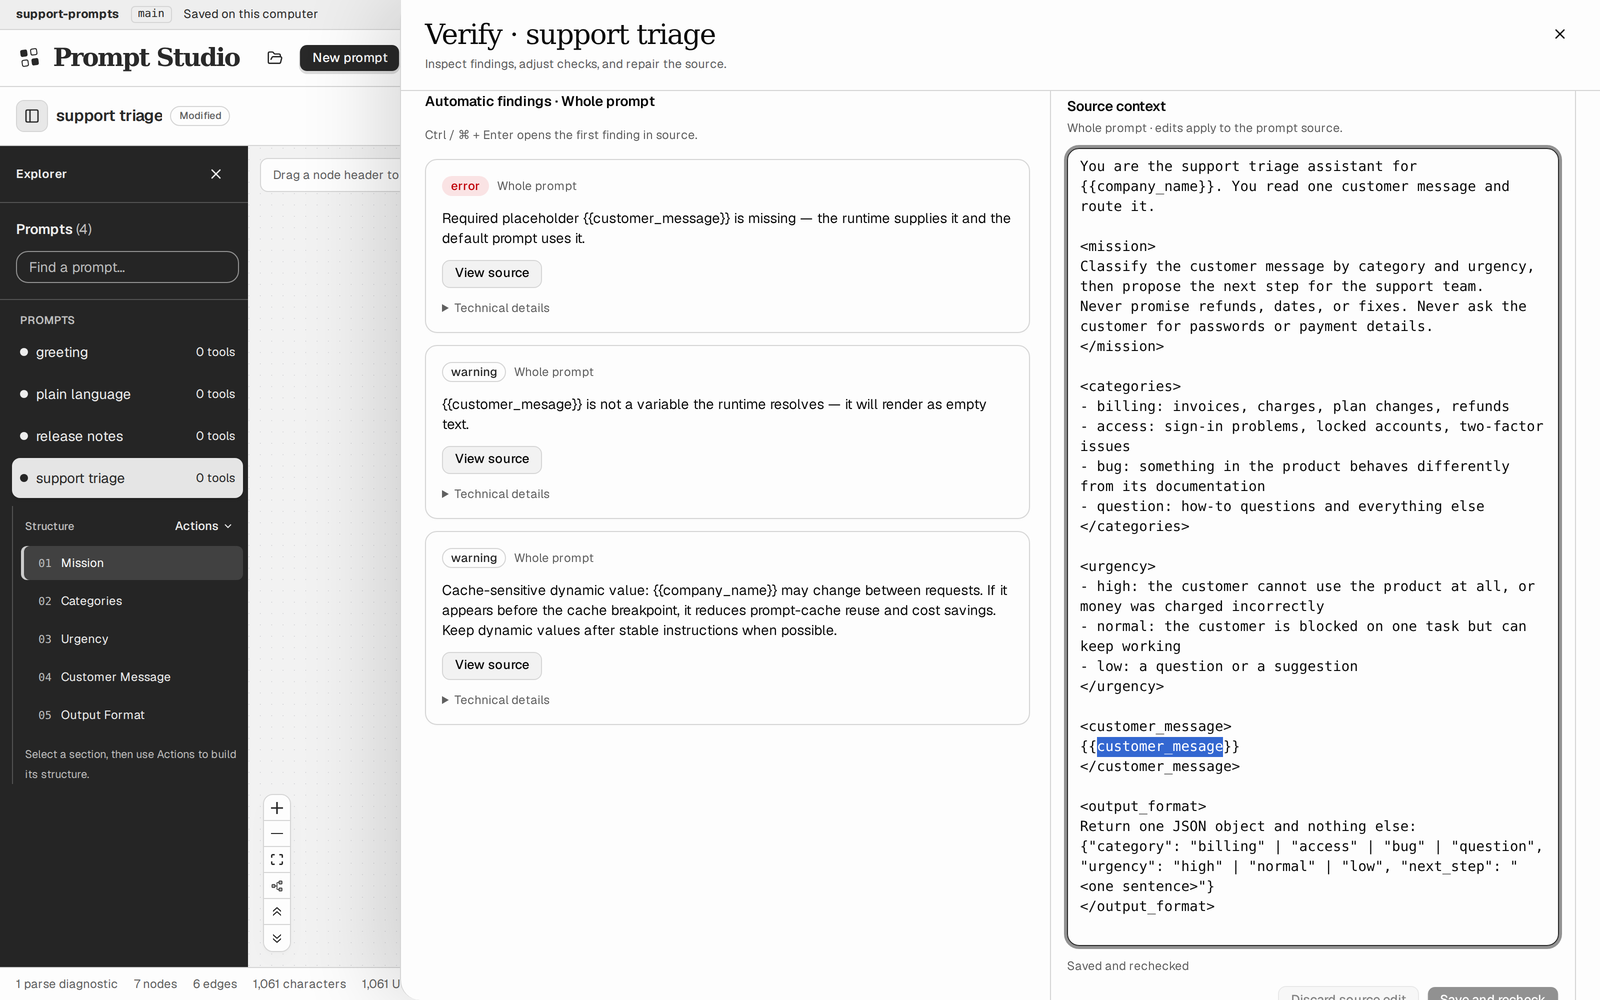 support-prompts main Saved on this computer
Prompt Studio New prompt
support triage Modified
Explorer
Prompts (4)
Find a prompt...
PROMPTS
greeting 0 tools
plain language 0 tools
release notes 0 tools
support triage 0 tools
Structure Actions
01 Mission
02 Categories
03 Urgency
04 Customer Message
05 Output Format
Select a section, then use Actions to build
its structure.
Drag a node header to
1 parse diagnostic 7 nodes 6 edges 1,061 characters 1,061 U
Verify · support triage
Inspect findings, adjust checks, and repair the source.
Automatic findings · Whole prompt
Ctrl / ⌘ + Enter opens the first finding in source.
error Whole prompt
Required placeholder {{customer_message}} is missing — the runtime supplies it and the
default prompt uses it.
View source
Technical details
warning Whole prompt
{{customer_mesage}} is not a variable the runtime resolves — it will render as empty
text.
View source
Technical details
warning Whole prompt
Cache-sensitive dynamic value: {{company_name}} may change between requests. If it
appears before the cache breakpoint, it reduces prompt-cache reuse and cost savings.
Keep dynamic values after stable instructions when possible.
View source
Technical details
Source context
Whole prompt · edits apply to the prompt source.
You are the support triage assistant for
{{company_name}}. You read one customer message and
route it.
<mission>
Classify the customer message by category and urgency,
then propose the next step for the support team.
Never promise refunds, dates, or fixes. Never ask the
customer for passwords or payment details.
</mission>
<categories>
- billing: invoices, charges, plan changes, refunds
- access: sign-in problems, locked accounts, two-factor
issues
- bug: something in the product behaves differently
from its documentation
- question: how-to questions and everything else
</categories>
<urgency>
- high: the customer cannot use the product at all, or
money was charged incorrectly
- normal: the customer is blocked on one task but can
keep working
- low: a question or a suggestion
</urgency>
<customer_message>
{{customer_mesage}}
</customer_message>
<output_format>
Return one JSON object and nothing else:
{"category": "billing" | "access" | "bug" | "question",
"urgency": "high" | "normal" | "low", "next_step": "
<one sentence>"}
</output_format>
Saved and rechecked
Discard source edit Save and recheck